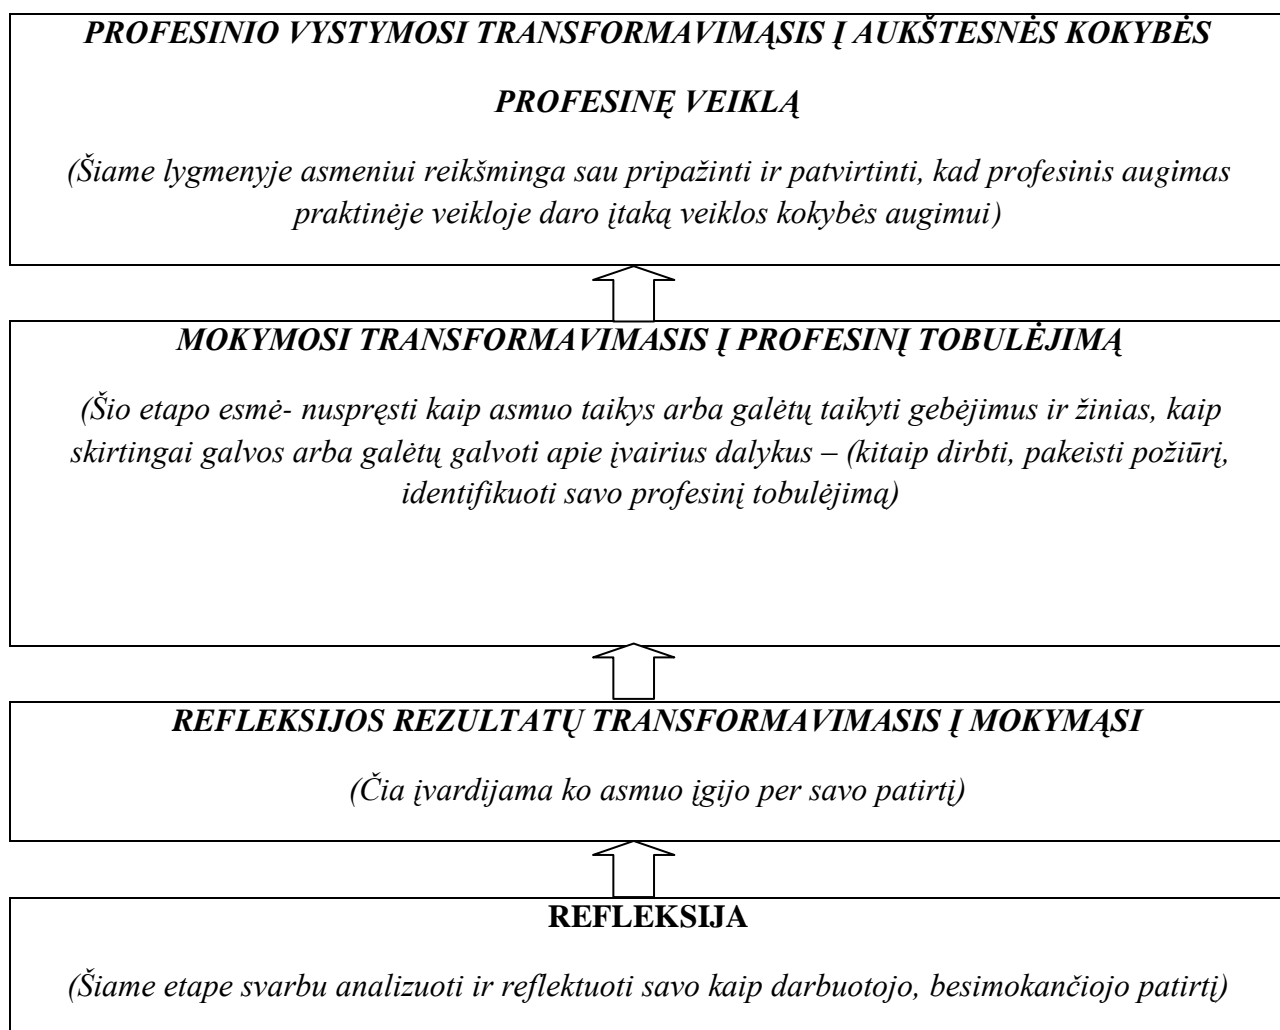 PROFESINIO VYSTYMOSI TRANSFORMAVIMĄSIS Į AUKŠTESNĖS KOKYBĖS
PROFESINĘ VEIKLĄ
(Šiame lygmenyje asmeniui reikšminga sau pripažinti ir patvirtinti, kad profesinis augimas
praktinėje veikloje daro įtaką veiklos kokybės augimui)
MOKYMOSI TRANSFORMAVIMASIS Į PROFESINĮ TOBULĖJIMĄ
(Šio etapo esmė- nuspręsti kaip asmuo taikys arba galėtų taikyti gebėjimus ir žinias, kaip
skirtingai galvos arba galėtų galvoti apie įvairius dalykus – (kitaip dirbti, pakeisti požiūrį,
identifikuoti savo profesinį tobulėjimą)
REFLEKSIJOS REZULTATŲ TRANSFORMAVIMASIS Į MOKYMĄSI
(Čia įvardijama ko asmuo įgijo per savo patirtį)
REFLEKSIJA
(Šiame etape svarbu analizuoti ir reflektuoti savo kaip darbuotojo, besimokančiojo patirtį)